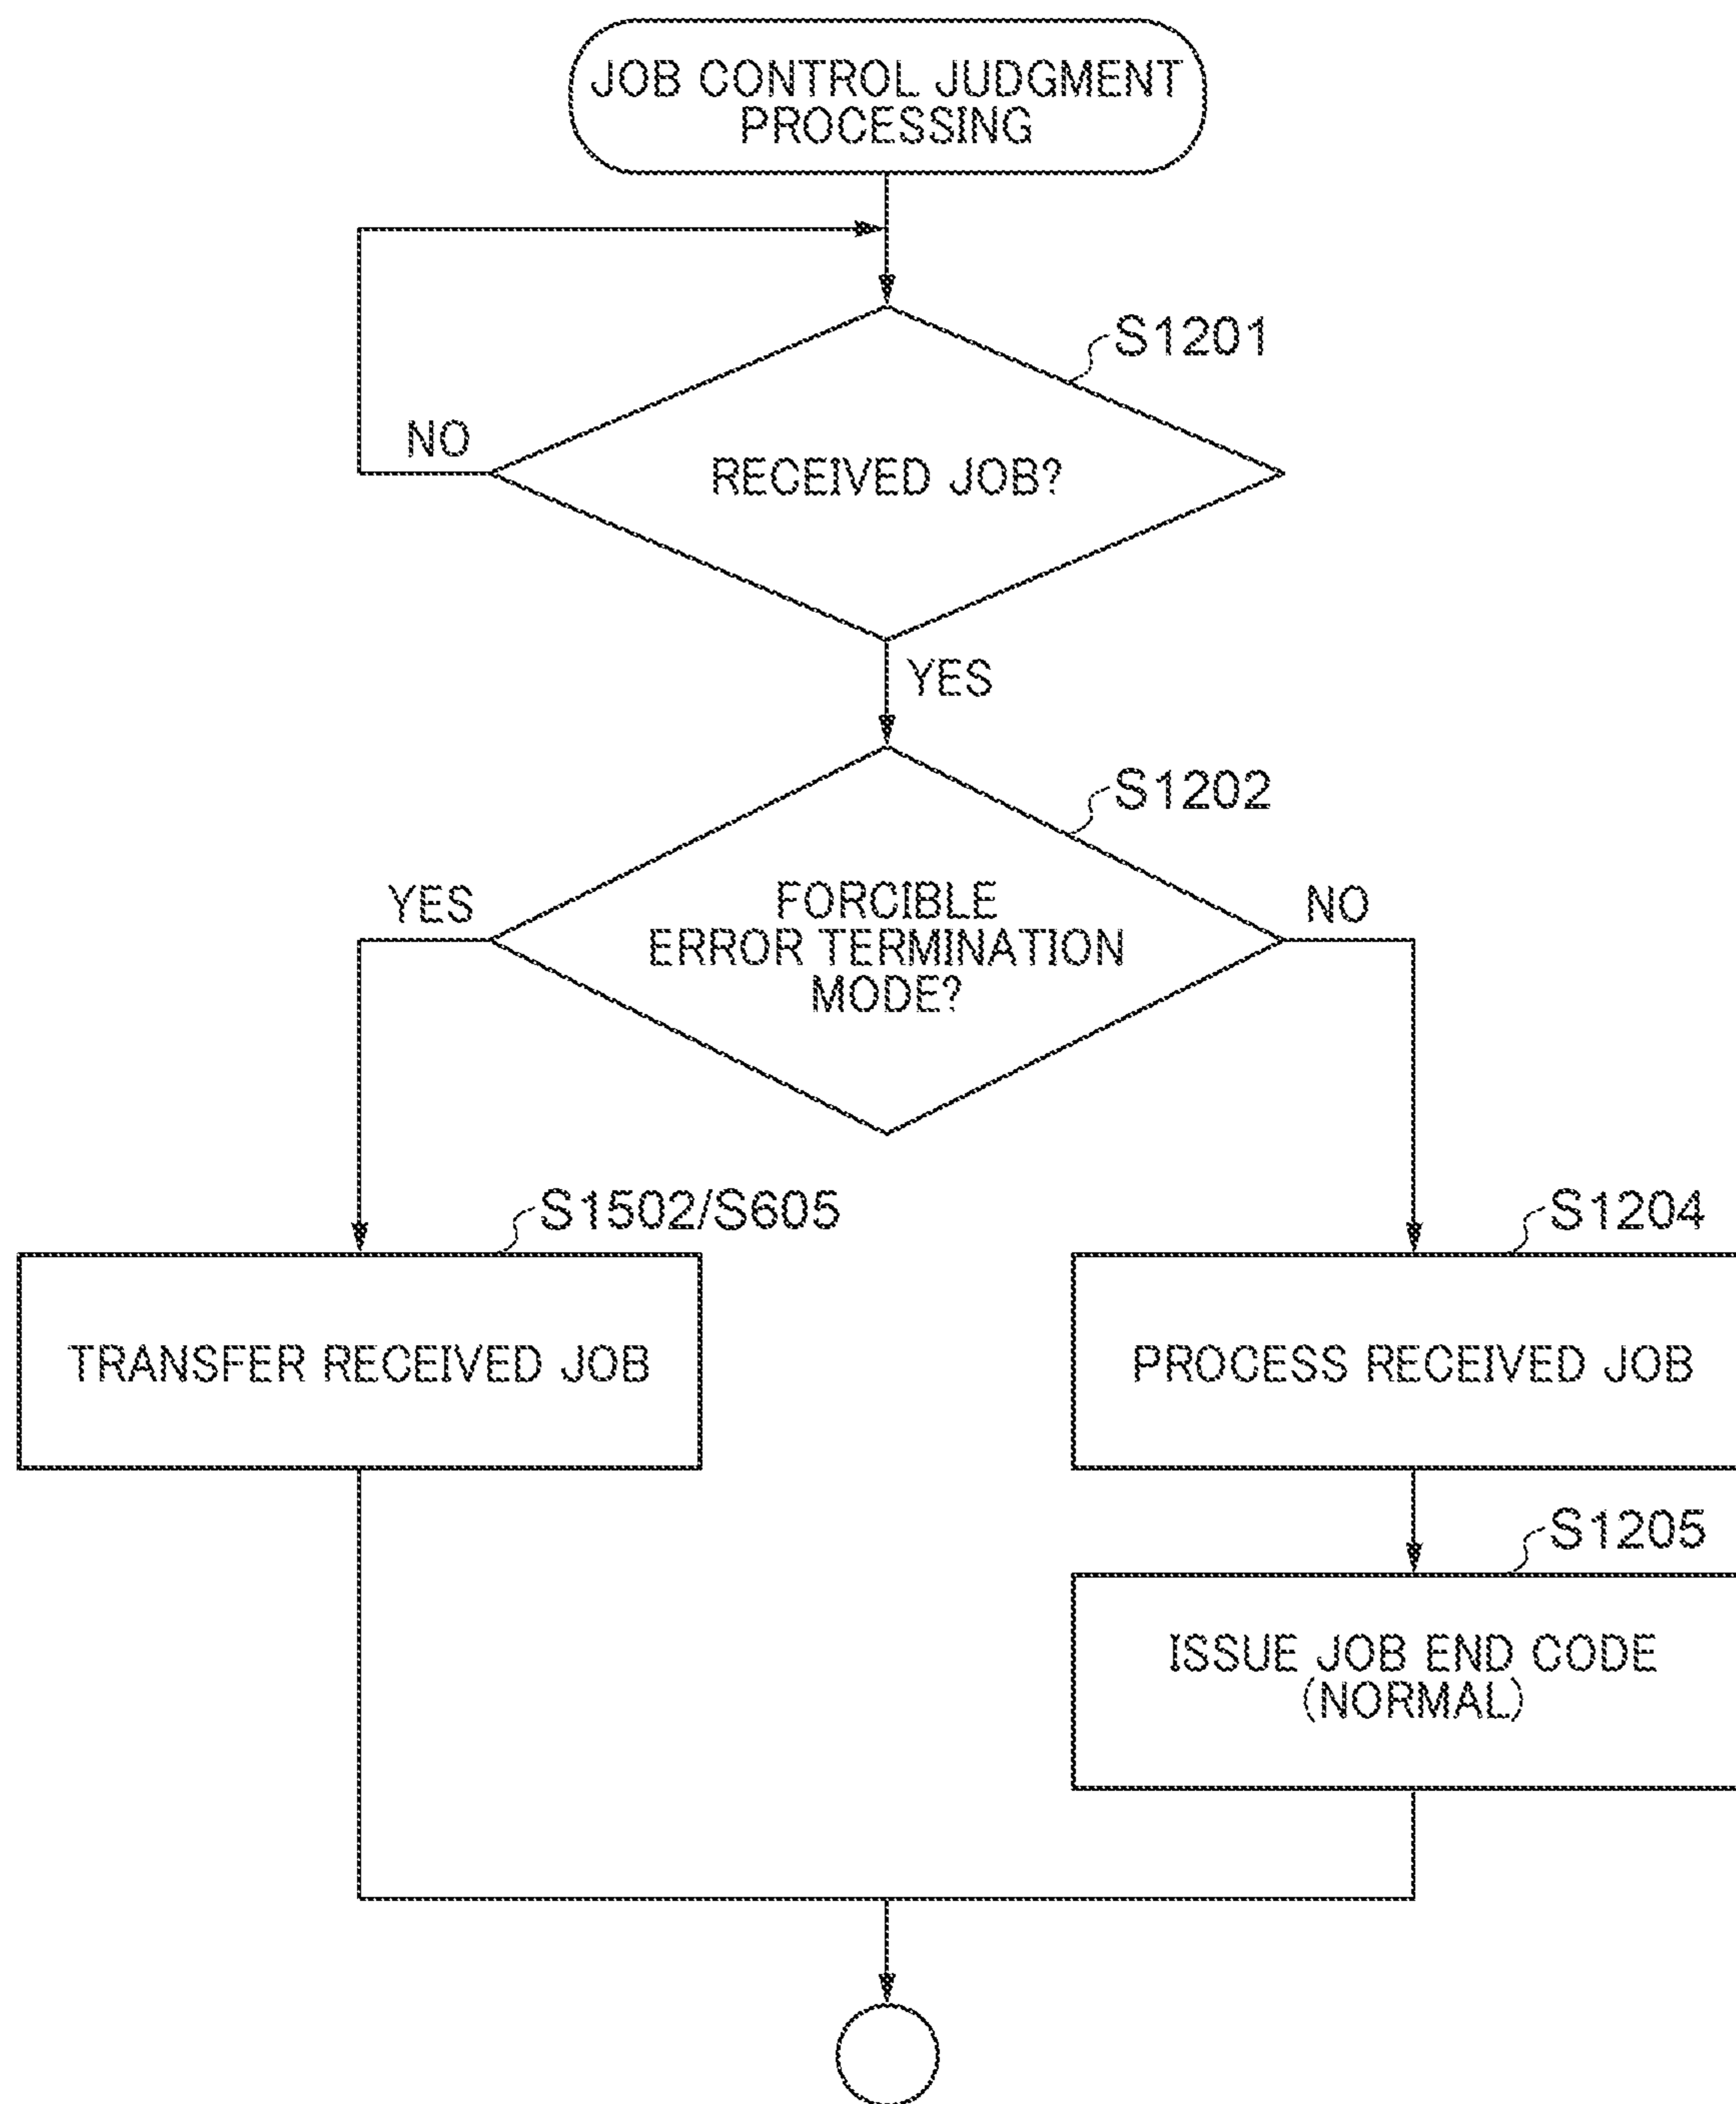 JOB CONTROL JUDGMENT
PROCESSING
S1201
NO
RECEIVED JOB?
YES
S1202
YES
NO
FORCIBLE
ERROR TERMINATION
MODE?
S1502/S605
S1204
TRANSFER RECEIVED JOB
PROCESS RECEIVED JOB
S1205
ISSUE JOB END CODE
(NORMAL)